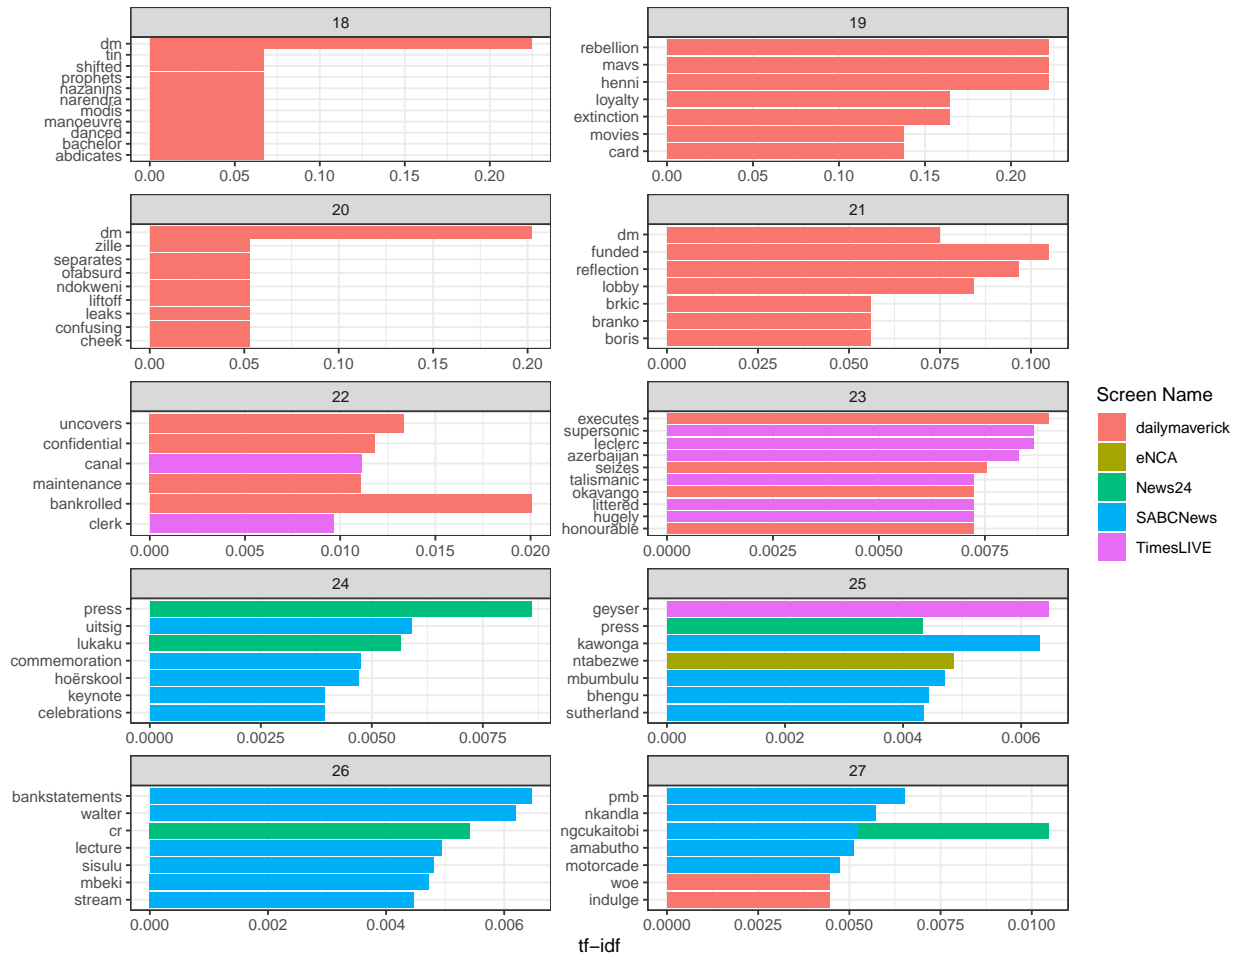 18
dm
tin
shifted
prophets
nazanins
narendra
modis
manoeuvre
danced
bachelor
abdicates
0.00 0.05 0.10 0.15 0.20
19
rebellion
mavs
henni
loyalty
extinction
movies
card
0.00 0.05 0.10 0.15 0.20
20
dm
zille
separates
ofabsurd
ndokweni
liftoff
leaks
confusing
cheek
0.00 0.05 0.10 0.15 0.20
21
dm
funded
reflection
lobby
brkic
branko
boris
0.000 0.025 0.050 0.075 0.100
22
uncovers
confidential
canal
maintenance
bankrolled
clerk
0.000 0.005 0.010 0.015 0.020
23
executes
supersonic
leclerc
azerbaijan
seizes
talismanic
okavango
littered
hugely
honourable
0.0000 0.0025 0.0050 0.0075
24
press
uitsig
lukaku
commemoration
hoërskool
keynote
celebrations
0.0000 0.0025 0.0050 0.0075
25
geyser
press
kawonga
ntabezwe
mbumbulu
bhengu
sutherland
0.000 0.002 0.004 0.006
26
bankstatements
walter
cr
lecture
sisulu
mbeki
stream
0.000 0.002 0.004 0.006
27
pmb
nkandla
ngcukaitobi
amabutho
motorcade
woe
indulge
0.0000 0.0025 0.0050 0.0075 0.0100
tf−idf
Screen Name
dailymaverick
eNCA
News24
SABCNews
TimesLIVE